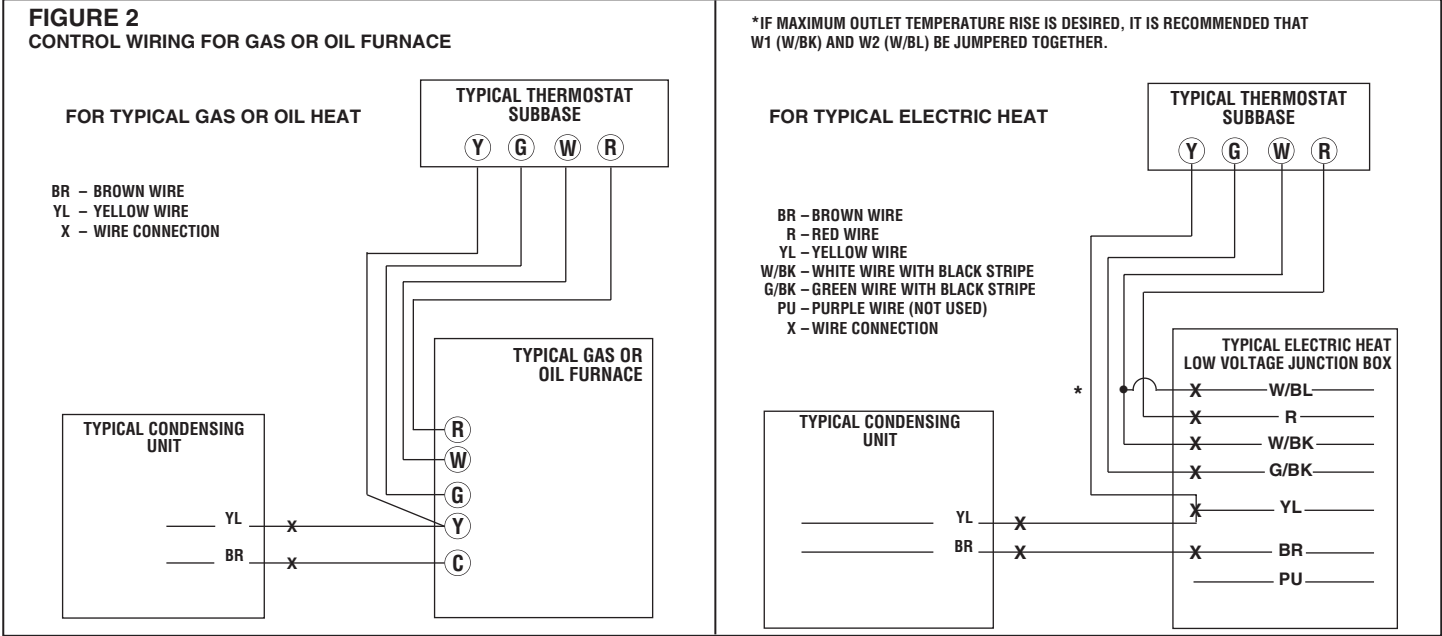 FIGURE 2
CONTROL WIRING FOR GAS OR OIL FURNACE
FOR TYPICAL GAS OR OIL HEAT
TYPICAL THERMOSTAT
SUBBASE
Y G W R
BR – BROWN WIRE
YL – YELLOW WIRE
X – WIRE CONNECTION
TYPICAL GAS OR
OIL FURNACE
R
W
G
Y
C
TYPICAL CONDENSING
UNIT
YL X
BR X
*IF MAXIMUM OUTLET TEMPERATURE RISE IS DESIRED, IT IS RECOMMENDED THAT
W1 (W/BK) AND W2 (W/BL) BE JUMPERED TOGETHER.
FOR TYPICAL ELECTRIC HEAT
TYPICAL THERMOSTAT
SUBBASE
Y G W R
BR – BROWN WIRE
R – RED WIRE
YL – YELLOW WIRE
W/BK – WHITE WIRE WITH BLACK STRIPE
G/BK – GREEN WIRE WITH BLACK STRIPE
PU – PURPLE WIRE (NOT USED)
X – WIRE CONNECTION
TYPICAL ELECTRIC HEAT
LOW VOLTAGE JUNCTION BOX
*
X W/BL
X R
X W/BK
X G/BK
X YL
X BR
PU
TYPICAL CONDENSING
UNIT
YL X
BR X